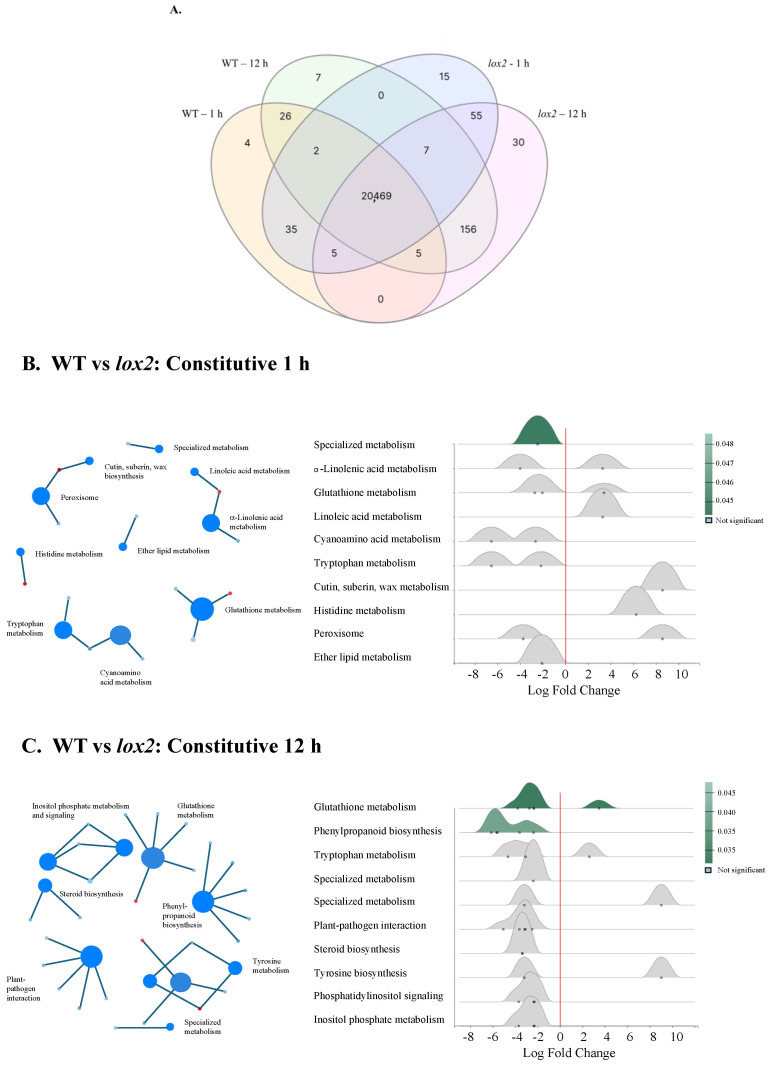 A.
WT – 12 h
lox2 - 1 h
WT – 1 h
lox2 – 12 h
7
15
0
26
55
4
30
2
7
20,469
35
156
5
5
0
B. WT vs lox2: Constitutive 1 h
Specialized metabolism
Cutin, suberin, wax
biosynthesis
Linoleic acid metabolism
Peroxisome
α-Linolenic acid
metabolism
Histidine metabolism
Ether lipid metabolism
Glutathione metabolism
Tryptophan
metabolism
Cyanoamino
acid metabolism
Specialized metabolism
α-Linolenic acid metabolism
Glutathione metabolism
Linoleic acid metabolism
Cyanoamino acid metabolism
Tryptophan metabolism
Cutin, suberin, wax metabolism
Histidine metabolism
Peroxisome
Ether lipid metabolism
-8 -6 -4 -2 0 2 4 6 8 10
Log Fold Change
0.048
0.047
0.046
0.045
Not significant
C. WT vs lox2: Constitutive 12 h
Inositol phosphate metabolism
and signaling
Glutathione
metabolism
Steroid biosynthesis
Phenyl-
propanoid
biosynthesis
Plant-
pathogen
interaction
Tyrosine
metabolism
Specialized
metabolism
Glutathione metabolism
Phenylpropanoid biosynthesis
Tryptophan metabolism
Specialized metabolism
Specialized metabolism
Plant-pathogen interaction
Steroid biosynthesis
Tyrosine biosynthesis
Phosphatidylinositol signaling
Inositol phosphate metabolism
-8 -6 -4 -2 0 2 4 6 8 10
Log Fold Change
0.045
0.040
0.035
0.035
Not significant